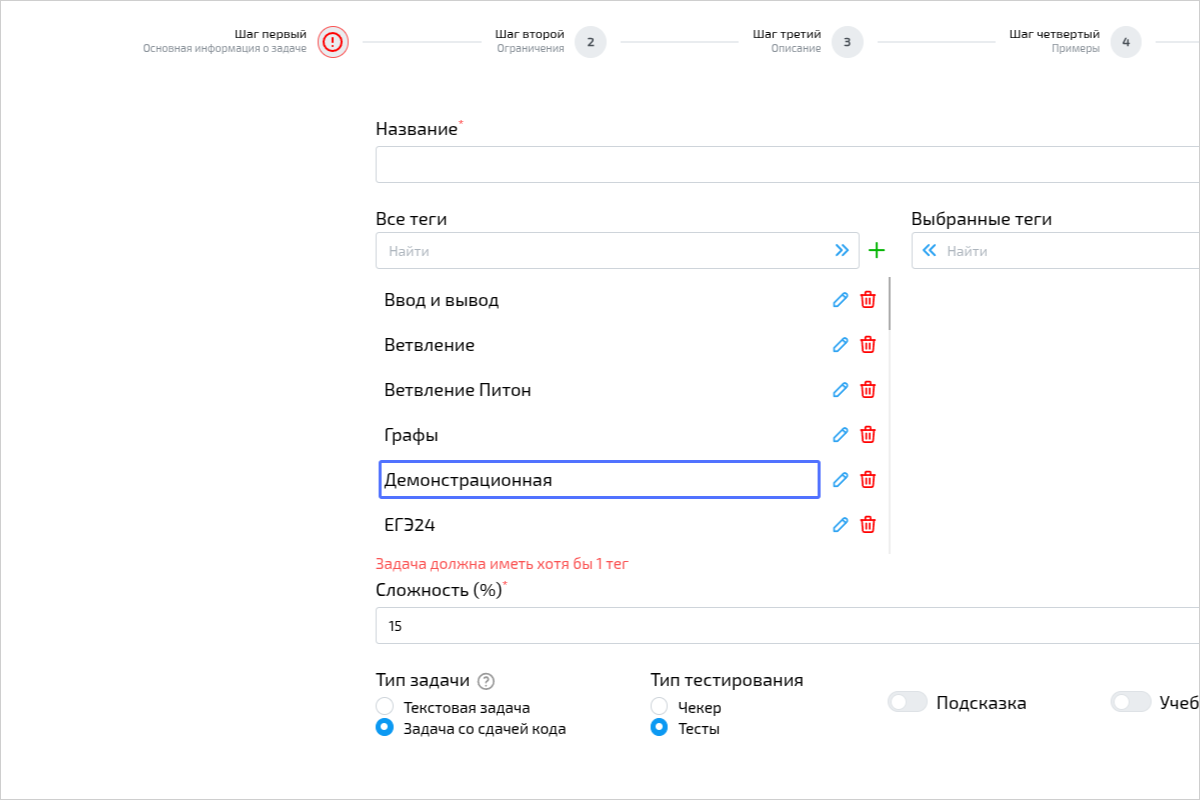 Шаг первый
Основная информация о задаче
Шаг второй
Ограничения
2
Шаг третий
Описание
3
Шаг четвертый
Примеры
4
Название*
Все теги
Найти
Выбранные теги
Найти
Ввод и вывод
Ветвление
Ветвление Питон
Графы
Демонстрационная
ЕГЭ24
Задача должна иметь хотя бы 1 тег
Сложность (%)*
15
Тип задачи ?
Текстовая задача
Задача со сдачей кода
Тип тестирования
Чекер
Тесты
Подсказка
Учеб